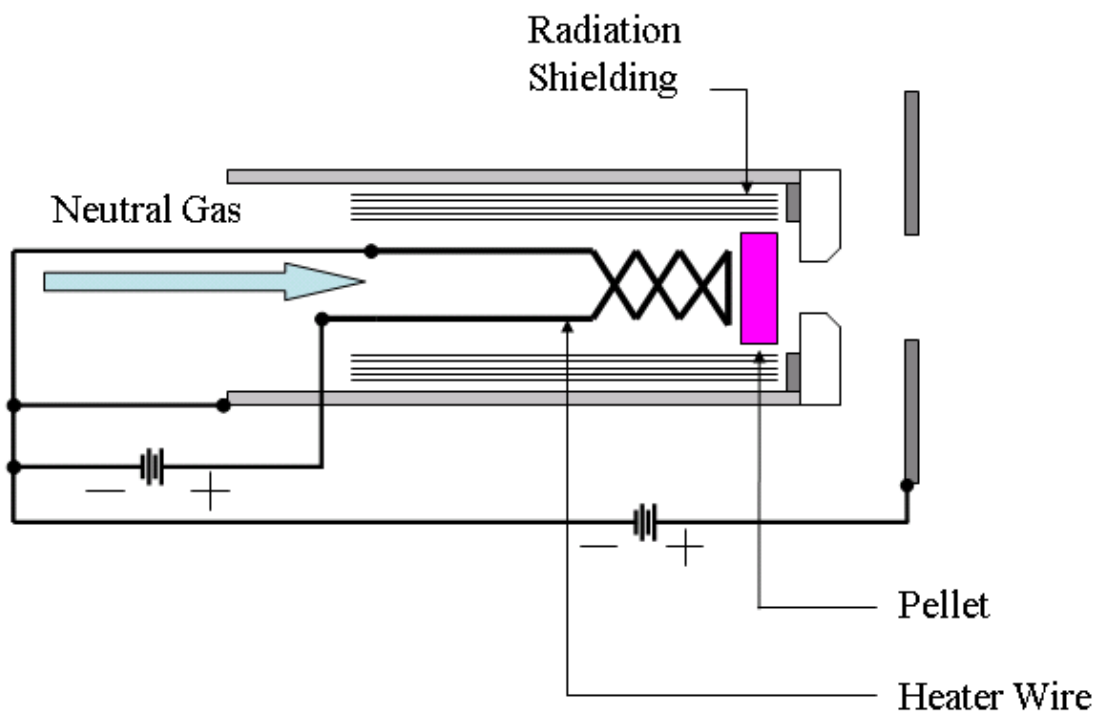 Radiation
Shielding
Neutral Gas
− +
− +
Pellet
Heater Wire